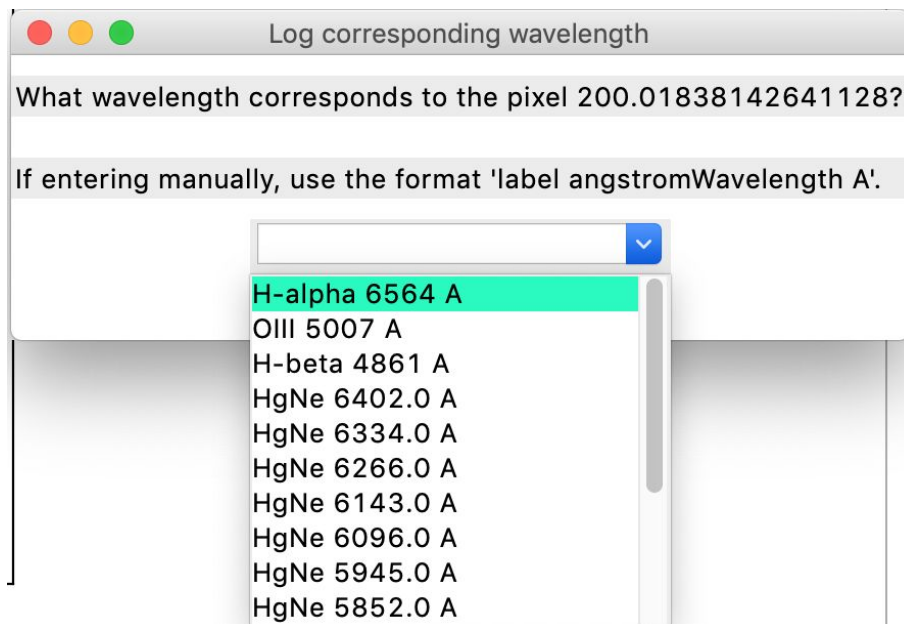 Log corresponding wavelength
What wavelength corresponds to the pixel 200.01838142641128?
If entering manually, use the format 'label angstromWavelength A'.
H-alpha 6564 A
OIII 5007 A
H-beta 4861 A
HgNe 6402.0 A
HgNe 6334.0 A
HgNe 6266.0 A
HgNe 6143.0 A
HgNe 6096.0 A
HgNe 5945.0 A
HgNe 5852.0 A